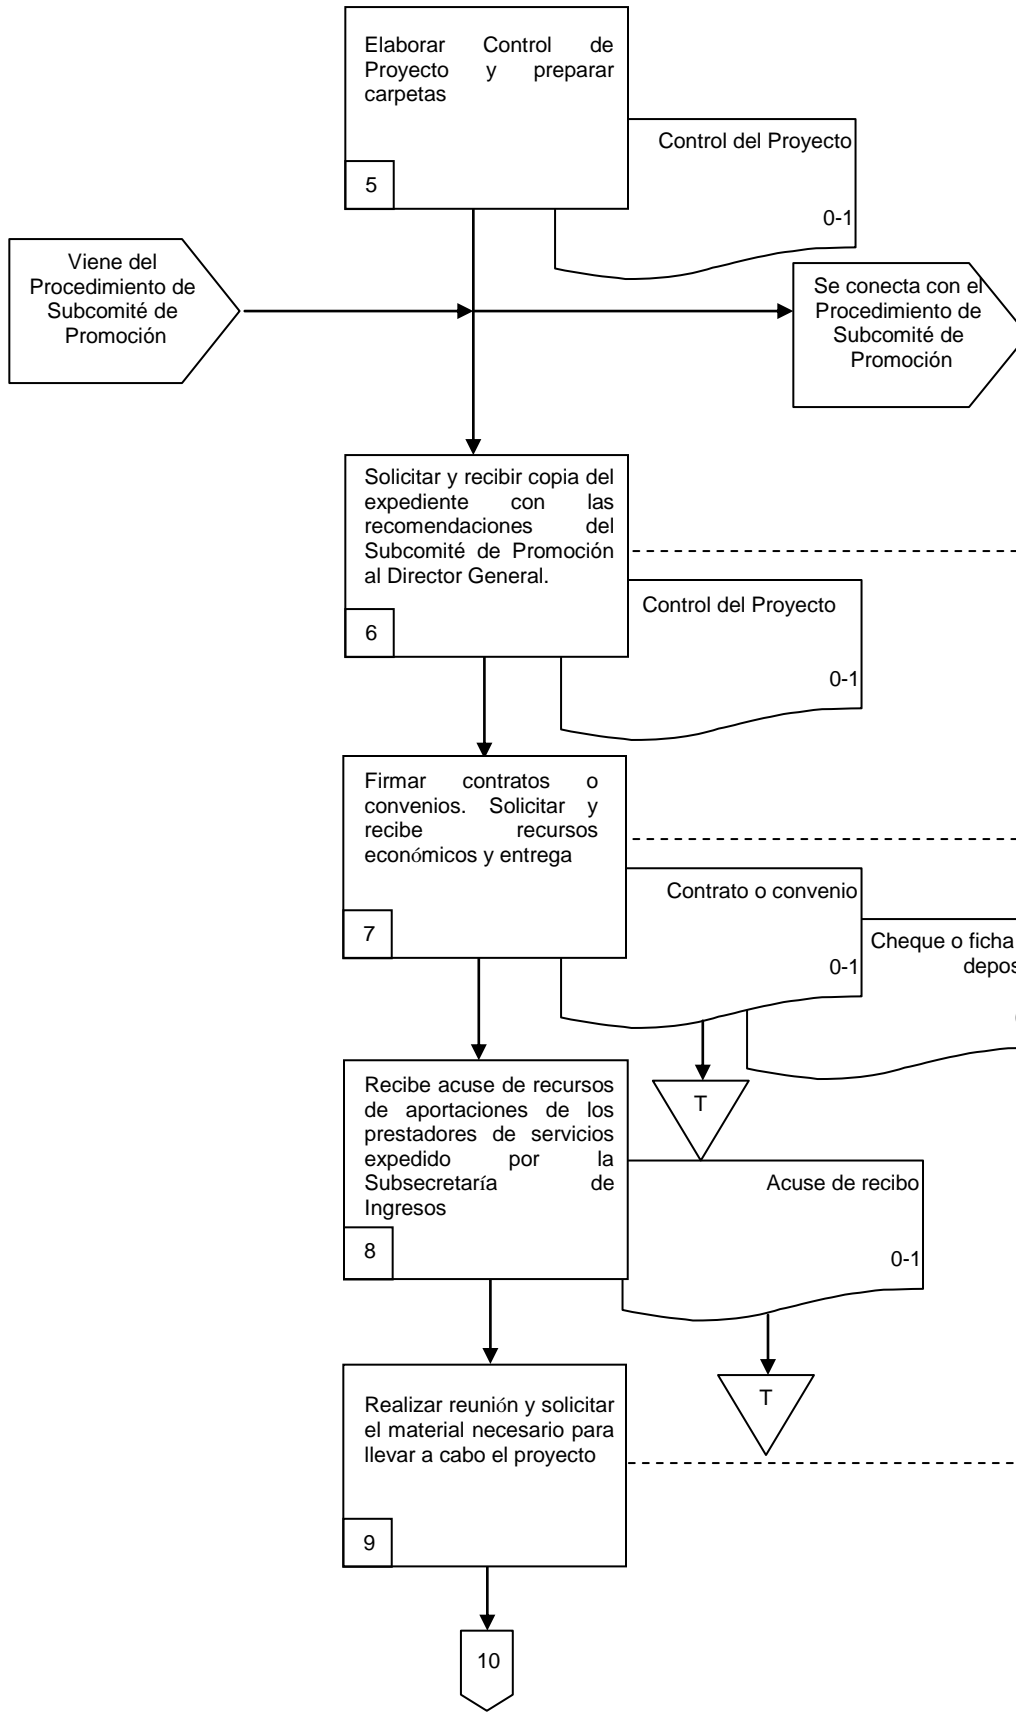 Elaborar Control de
Proyecto y preparar
carpetas
5
Control del Proyecto
0-1
Viene del
Procedimiento de
Subcomité de
Promoción
Se conecta con el
Procedimiento de
Subcomité de
Promoción
Solicitar y recibir copia del
expediente con las
recomendaciones del
Subcomité de Promoción
al Director General.
6
Control del Proyecto
0-1
Firmar contratos o
convenios. Solicitar y
recibe recursos
económicos y entrega
7
Contrato o convenio
0-1
Cheque o ficha
depos
T
Recibe acuse de recursos
de aportaciones de los
prestadores de servicios
expedido por la
Subsecretaría de
Ingresos
8
Acuse de recibo
0-1
T
Realizar reunión y solicitar
el material necesario para
llevar a cabo el proyecto
9
10